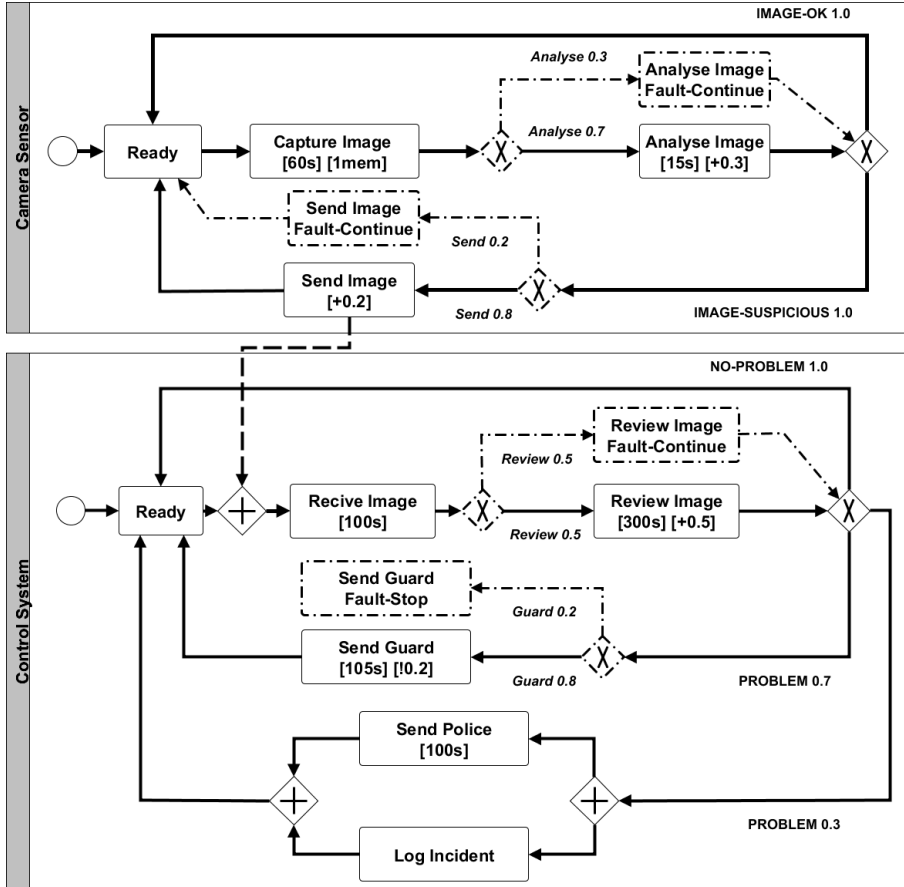 Camera Sensor
IMAGE-OK 1.0
Analyse 0.3
Analyse Image
Fault-Continue
Ready
Capture Image
[60s] [1mem]
X
Analyse 0.7
Analyse Image
[15s] [+0.3]
X
Send Image
Fault-Continue
Send 0.2
Send Image
[+0.2]
X
Send 0.8
IMAGE-SUSPICIOUS 1.0
Control System
NO-PROBLEM 1.0
Review Image
Fault-Continue
Review 0.5
Ready
Recive Image
[100s]
X
Review 0.5
Review Image
[300s] [+0.5]
X
Send Guard
Fault-Stop
Guard 0.2
Send Guard
[105s] [!0.2]
X
Guard 0.8
PROBLEM 0.7
Send Police
[100s]
PROBLEM 0.3
Log Incident